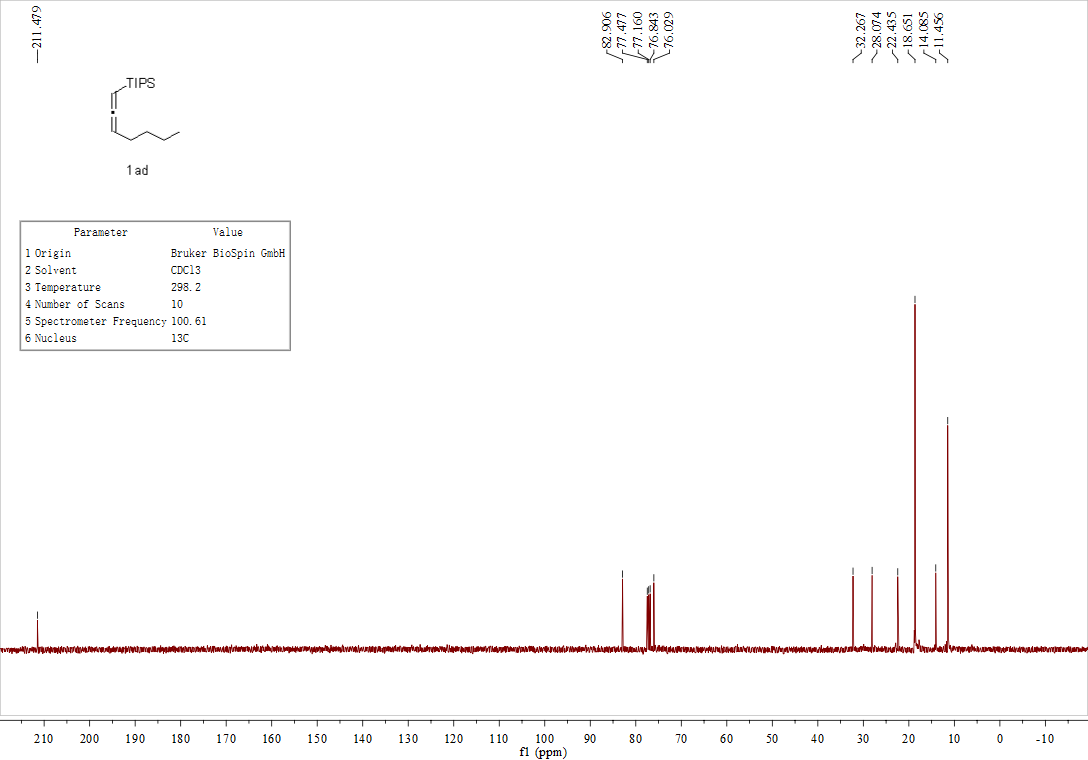 211.479
82.906
77.477
77.160
76.843
76.029
32.267
28.074
22.435
18.651
14.085
11.456
TIPS
1ad
Parameter Value
1 Origin Bruker BioSpin GmbH
2 Solvent CDCl3
3 Temperature 298.2
4 Number of Scans 10
5 Spectrometer Frequency 100.61
6 Nucleus 13C
210 200 190 180 170 160 150 140 130 120 110 100 90 80 70 60 50 40 30 20 10 0 -10
f1 (ppm)